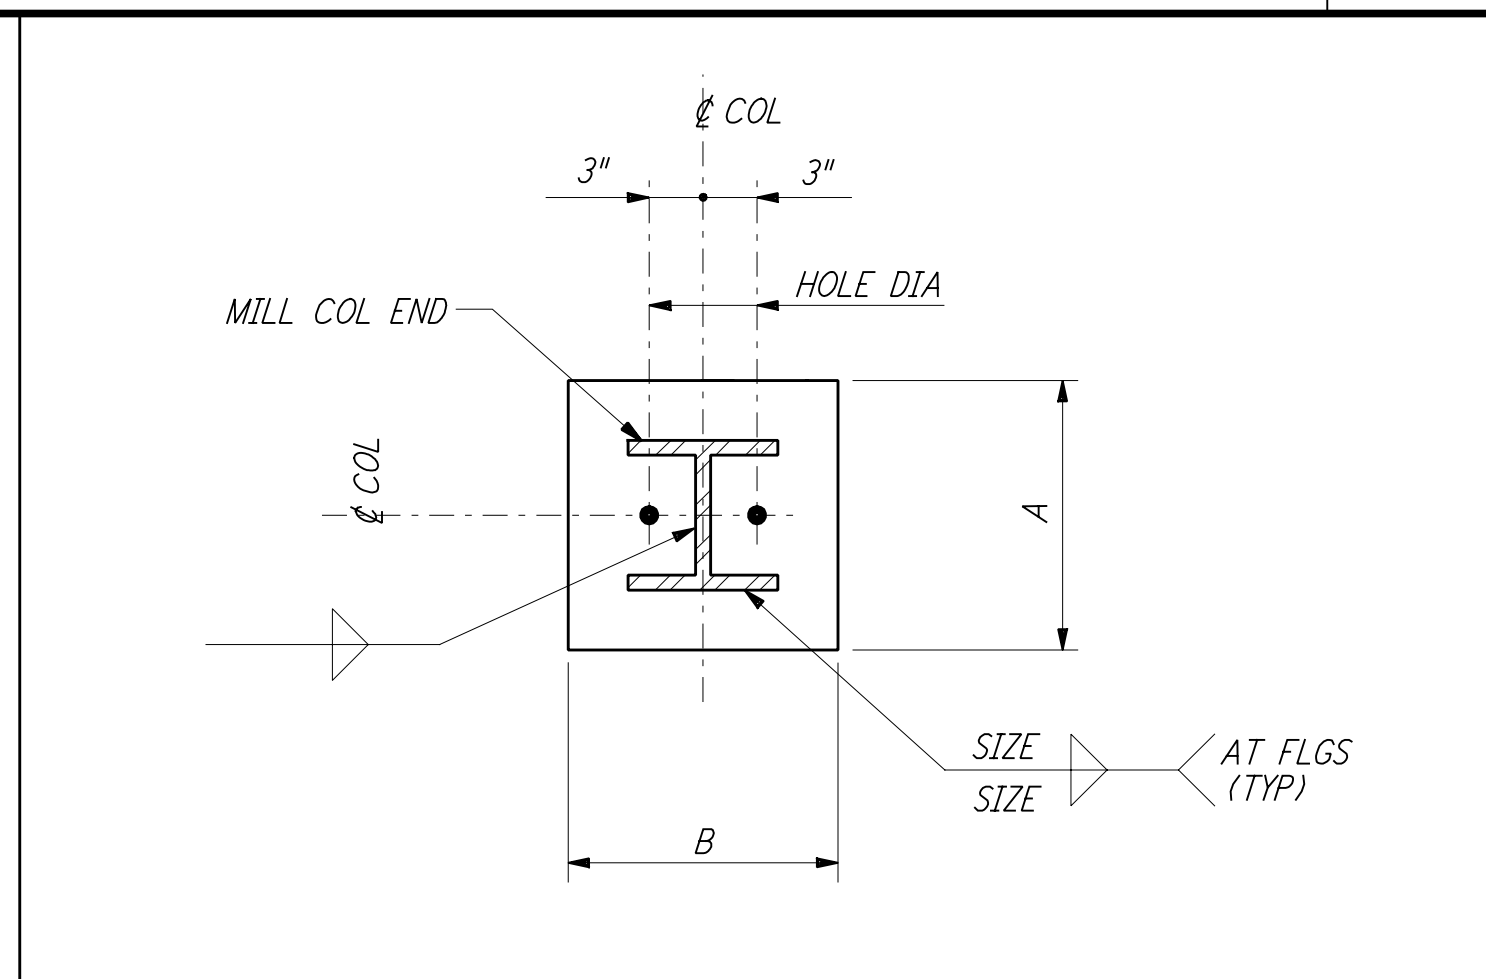 ℄ COL
3" 3"
HOLE DIA
MILL COL END
℄ COL
A
SIZE
SIZE
AT FLGS
(TYP)
B